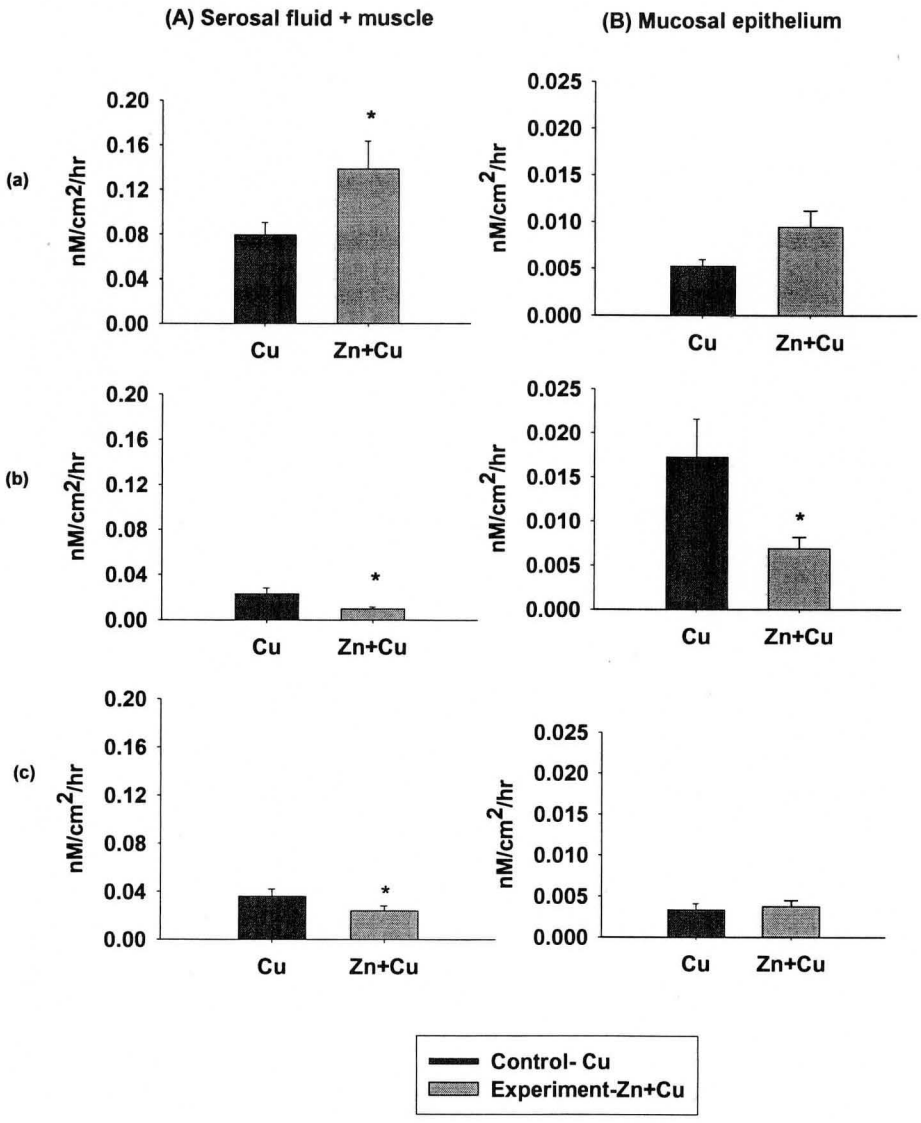 (A) Serosal fluid + muscle
(B) Mucosal epithelium
(a)
nM/cm2/hr
0.20
0.16
0.12
0.08
0.04
0.00
*
Cu
Zn+Cu
nM/cm2/hr
0.025
0.020
0.015
0.010
0.005
0.000
Cu
Zn+Cu
(b)
nM/cm2/hr
0.20
0.16
0.12
0.08
0.04
0.00
*
Cu
Zn+Cu
nM/cm2/hr
0.025
0.020
0.015
0.010
0.005
0.000
*
Cu
Zn+Cu
(c)
nM/cm2/hr
0.20
0.16
0.12
0.08
0.04
0.00
*
Cu
Zn+Cu
nM/cm2/hr
0.025
0.020
0.015
0.010
0.005
0.000
Cu
Zn+Cu
Control- Cu
Experiment-Zn+Cu